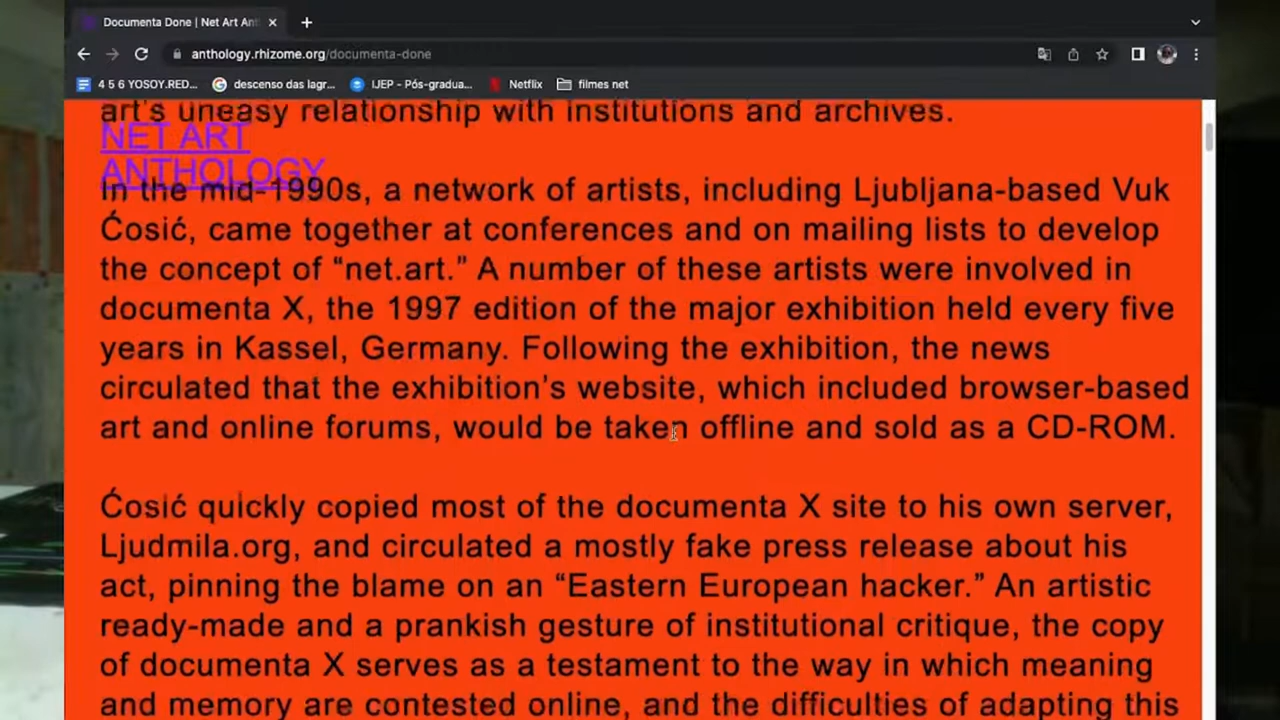 Documenta Done | Net Art Ant
anthology.rhizome.org/documenta-done
4 5 6 YOSOY.RED... descenso das lagr... IJEP - Pós-gradua... Netflix filmes net
art's uneasy relationship with institutions and archives.
NET ART
ANTHOLOGY
In the mid-1990s, a network of artists, including Ljubljana-based Vuk
Ćosić, came together at conferences and on mailing lists to develop
the concept of “net.art.” A number of these artists were involved in
documenta X, the 1997 edition of the major exhibition held every five
years in Kassel, Germany. Following the exhibition, the news
circulated that the exhibition’s website, which included browser-based
art and online forums, would be taken offline and sold as a CD-ROM.
Ćosić quickly copied most of the documenta X site to his own server,
Ljudmila.org, and circulated a mostly fake press release about his
act, pinning the blame on an “Eastern European hacker.” An artistic
ready-made and a prankish gesture of institutional critique, the copy
of documenta X serves as a testament to the way in which meaning
and memory are contested online, and the difficulties of adapting this